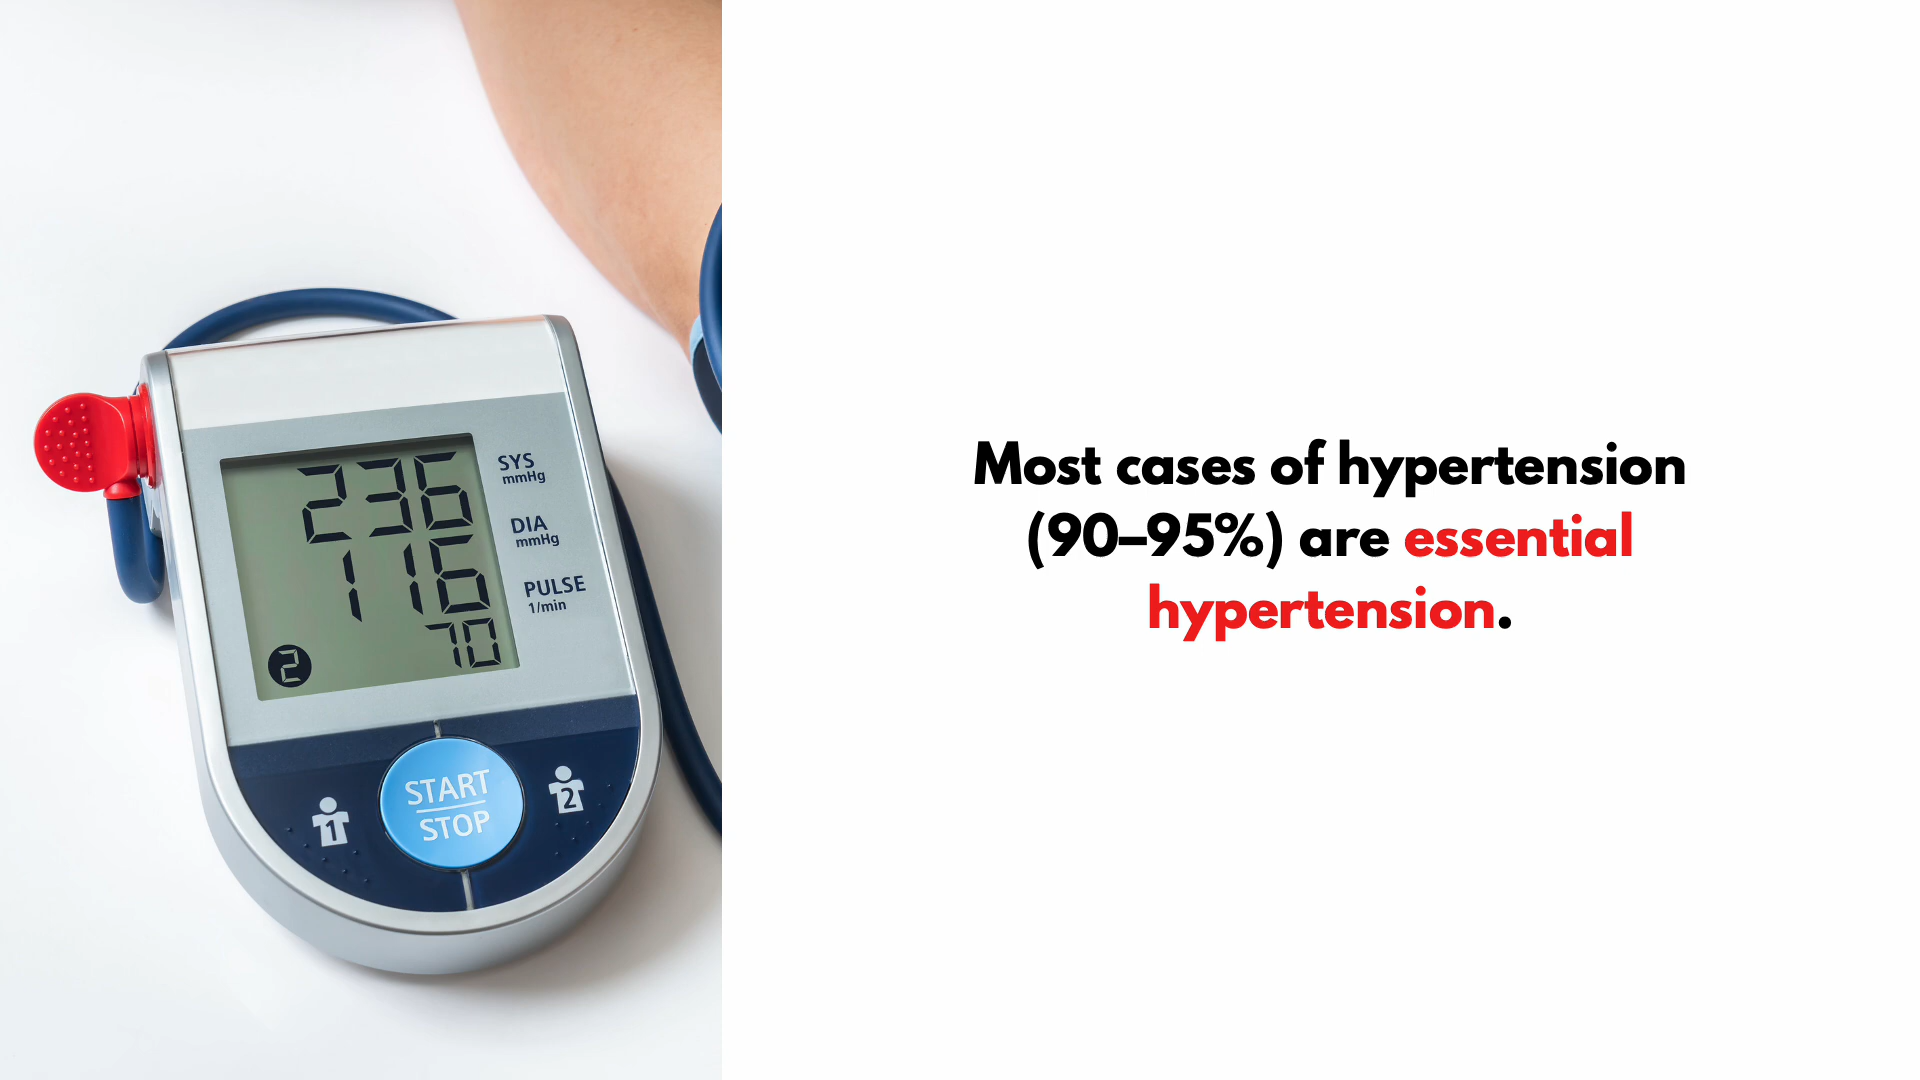 236
SYS
mmHg
116
DIA
mmHg
PULSE
1/min
70
2
START
STOP
1
2
Most cases of hypertension
(90–95%) are essential
hypertension.